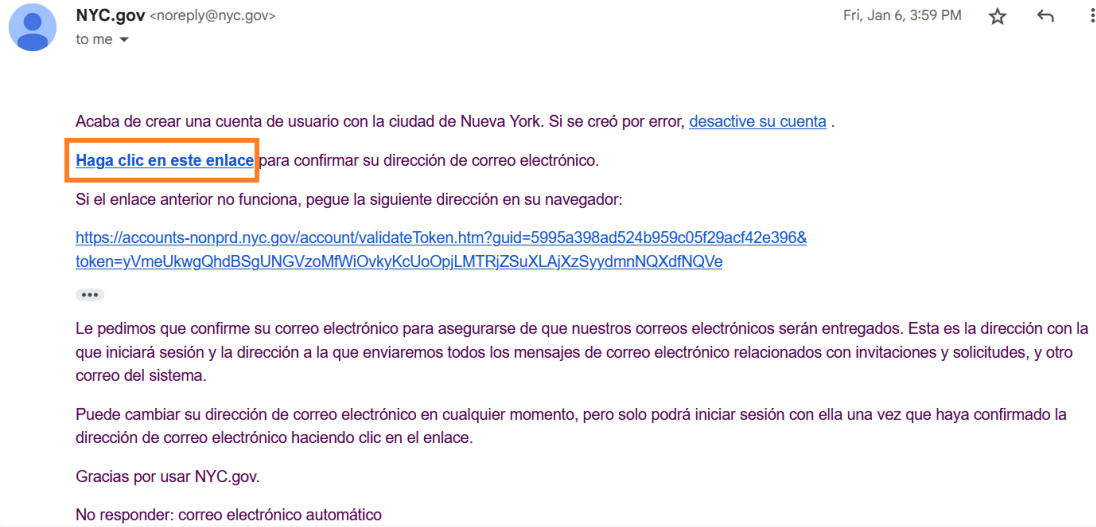 NYC.gov <noreply@nyc.gov> Fri, Jan 6, 3:59 PM
to me
Acaba de crear una cuenta de usuario con la ciudad de Nueva York. Si se creó por error, desactive su cuenta .
Haga clic en este enlace para confirmar su dirección de correo electrónico.
Si el enlace anterior no funciona, pegue la siguiente dirección en su navegador:
https://accounts-nonprd.nyc.gov/account/validateToken.htm?guid=5995a398ad524b959c05f29acf42e396&
token=yVmeUkwgQhdBSgUNGVzoMfWiOvkyKcUoOpjLMTRjZSuXLAjXzSyydmnNQXdfNQVe
Le pedimos que confirme su correo electrónico para asegurarse de que nuestros correos electrónicos serán entregados. Esta es la dirección con la
que iniciará sesión y la dirección a la que enviaremos todos los mensajes de correo electrónico relacionados con invitaciones y solicitudes, y otro
correo del sistema.
Puede cambiar su dirección de correo electrónico en cualquier momento, pero solo podrá iniciar sesión con ella una vez que haya confirmado la
dirección de correo electrónico haciendo clic en el enlace.
Gracias por usar NYC.gov.
No responder: correo electrónico automático